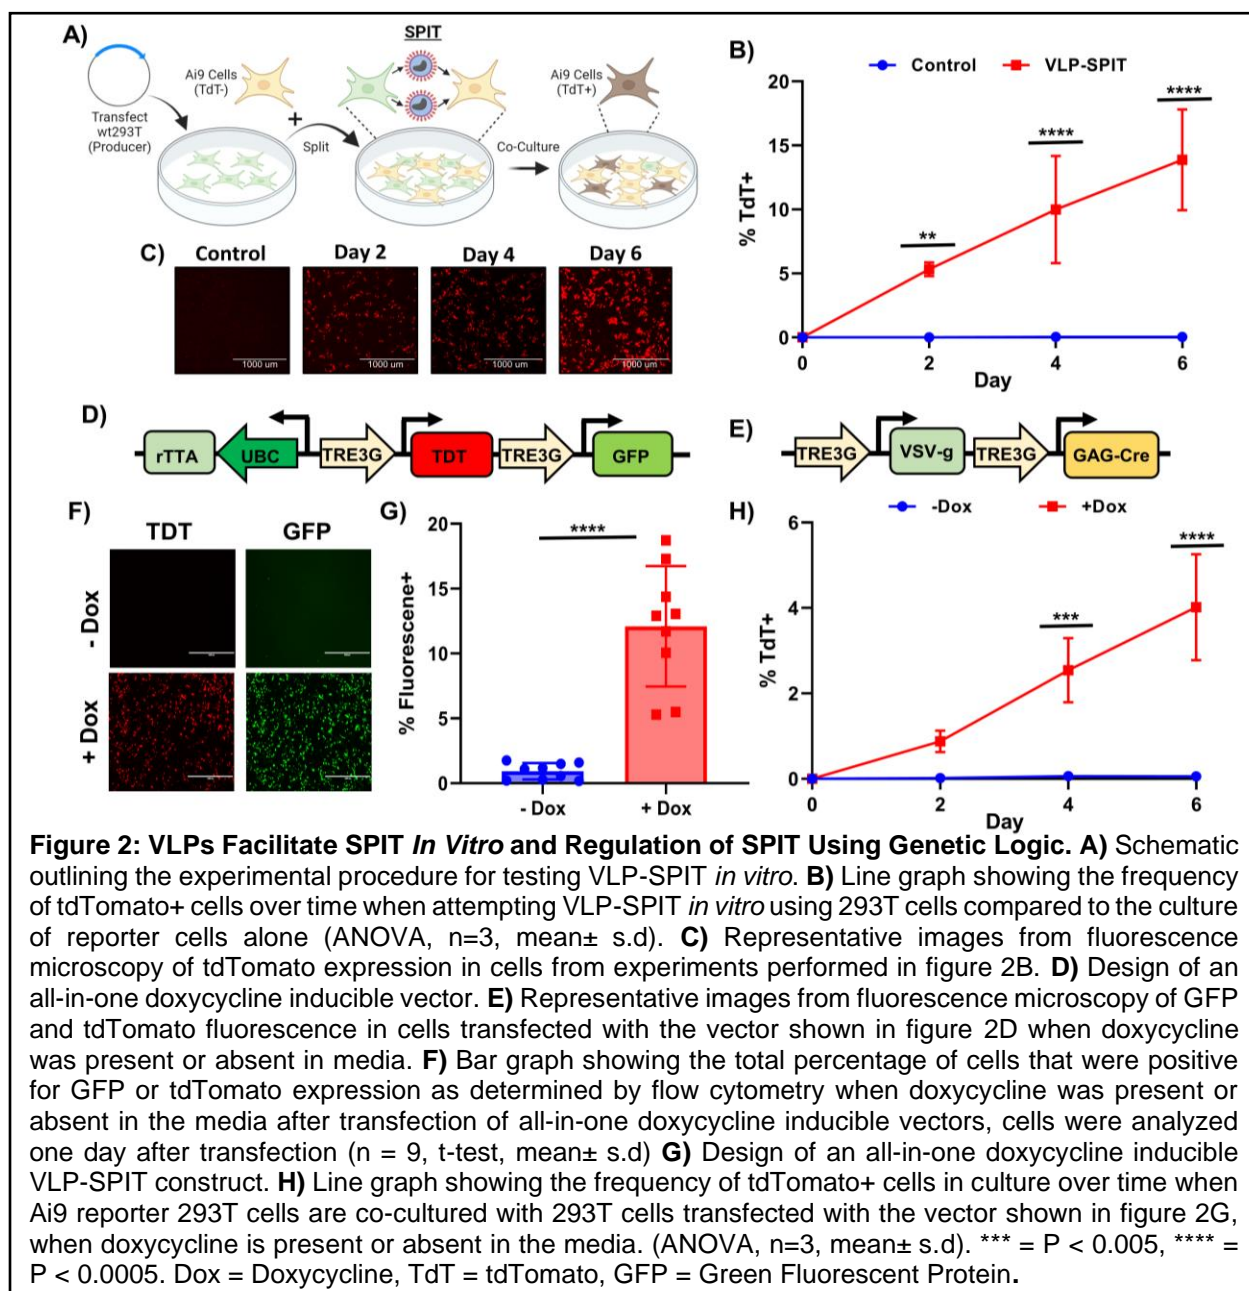 A)
SPIT
Ai9 Cells
(TdT-)
Ai9 Cells
(TdT+)
Transfect
wt293T
(Producer)
+
Split
Co-Culture
B)
Control
VLP-SPIT
% TdT+
20
15
10
5
0
**
****
****
0 2 4 6
Day
C)
Control Day 2 Day 4 Day 6
1000 um 1000 um 1000 um 1000 um
D)
rTTA UBC TRE3G TDT TRE3G GFP
E)
TRE3G VSV-g TRE3G GAG-Cre
F)
TDT GFP
- Dox
+ Dox
G)
% Fluorescene+
20
15
10
5
0
****
- Dox + Dox
H)
-Dox +Dox
% TdT+
6
4
2
0
***
****
0 2 4 6
Day
Figure 2: VLPs Facilitate SPIT In Vitro and Regulation of SPIT Using Genetic Logic. A) Schematic
outlining the experimental procedure for testing VLP-SPIT in vitro. B) Line graph showing the frequency
of tdTomato+ cells over time when attempting VLP-SPIT in vitro using 293T cells compared to the culture
of reporter cells alone (ANOVA, n=3, mean± s.d). C) Representative images from fluorescence
microscopy of tdTomato expression in cells from experiments performed in figure 2B. D) Design of an
all-in-one doxycycline inducible vector. E) Representative images from fluorescence microscopy of GFP
and tdTomato fluorescence in cells transfected with the vector shown in figure 2D when doxycycline
was present or absent in media. F) Bar graph showing the total percentage of cells that were positive
for GFP or tdTomato expression as determined by flow cytometry when doxycycline was present or
absent in the media after transfection of all-in-one doxycycline inducible vectors, cells were analyzed
one day after transfection (n = 9, t-test, mean± s.d) G) Design of an all-in-one doxycycline inducible
VLP-SPIT construct. H) Line graph showing the frequency of tdTomato+ cells in culture over time when
Ai9 reporter 293T cells are co-cultured with 293T cells transfected with the vector shown in figure 2G,
when doxycycline is present or absent in the media. (ANOVA, n=3, mean± s.d). *** = P < 0.005, **** =
P < 0.0005. Dox = Doxycycline, TdT = tdTomato, GFP = Green Fluorescent Protein.